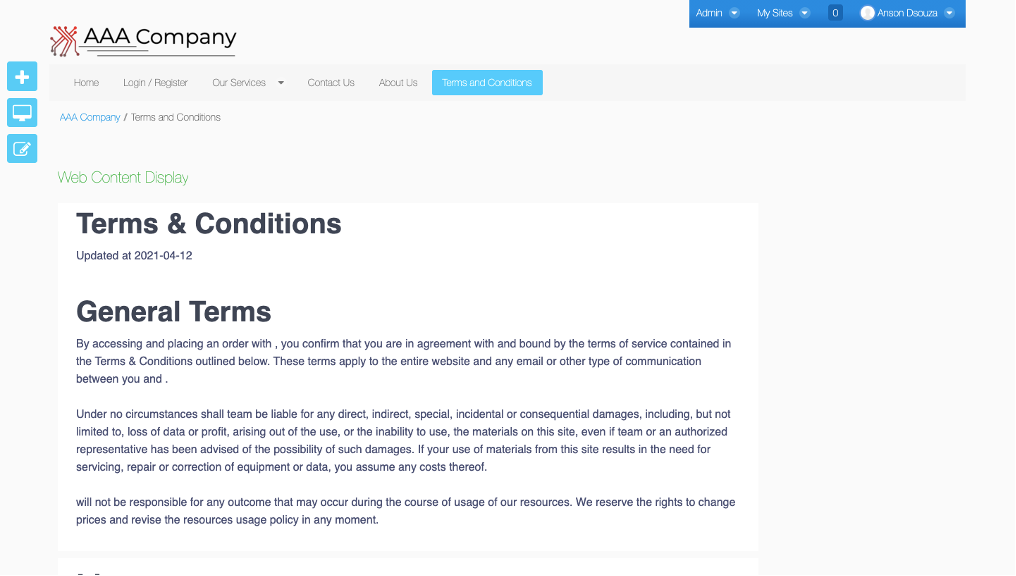 Admin My Sites 0 Anson Dsouza
AAA Company
Home Login / Register Our Services Contact Us About Us Terms and Conditions
AAA Company / Terms and Conditions
Web Content Display
Terms & Conditions
Updated at 2021-04-12
General Terms
By accessing and placing an order with , you confirm that you are in agreement with and bound by the terms of service contained in
the Terms & Conditions outlined below. These terms apply to the entire website and any email or other type of communication
between you and .
Under no circumstances shall team be liable for any direct, indirect, special, incidental or consequential damages, including, but not
limited to, loss of data or profit, arising out of the use, or the inability to use, the materials on this site, even if team or an authorized
representative has been advised of the possibility of such damages. If your use of materials from this site results in the need for
servicing, repair or correction of equipment or data, you assume any costs thereof.
will not be responsible for any outcome that may occur during the course of usage of our resources. We reserve the rights to change
prices and revise the resources usage policy in any moment.